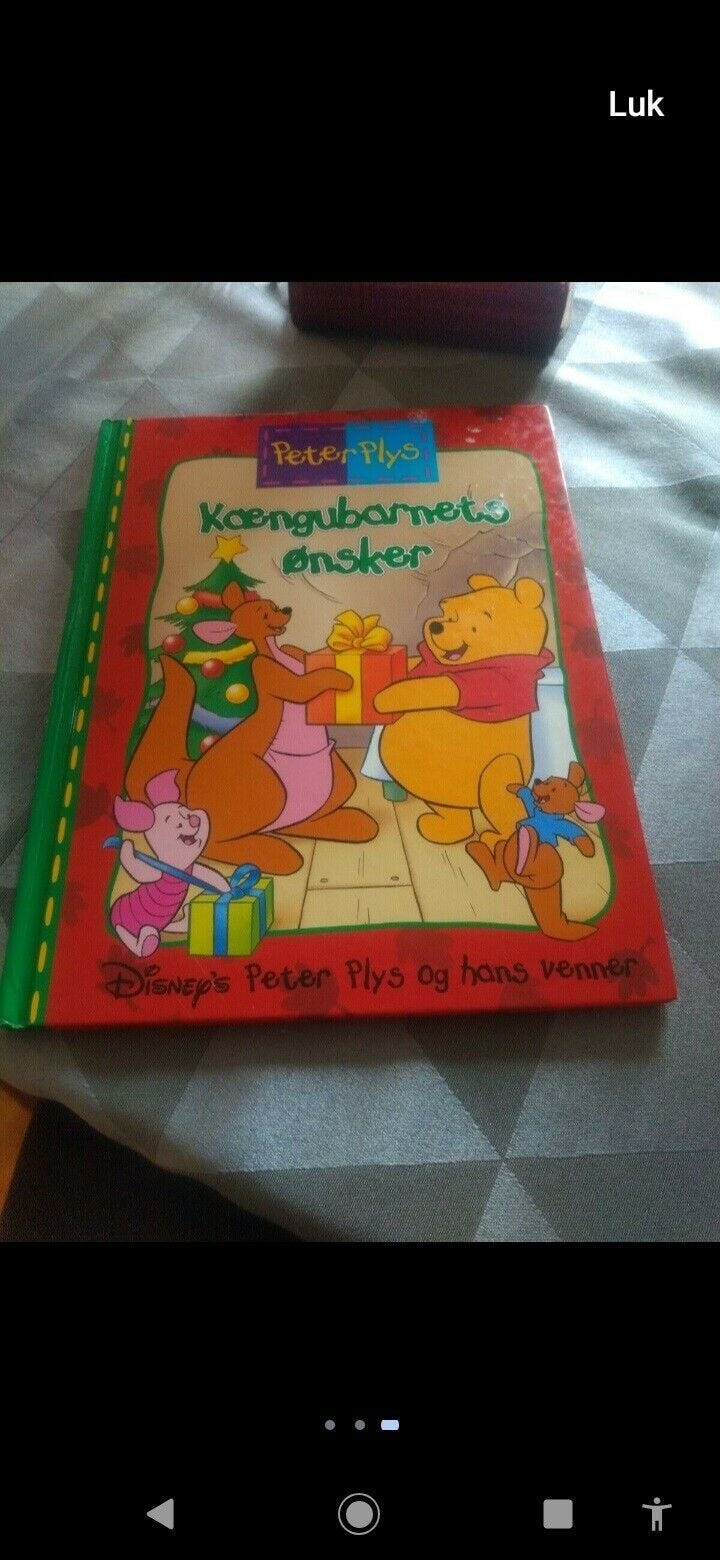 Luk
Peter Plys
Kængubarnets
ønsker
Disney's Peter Plys og hans venner